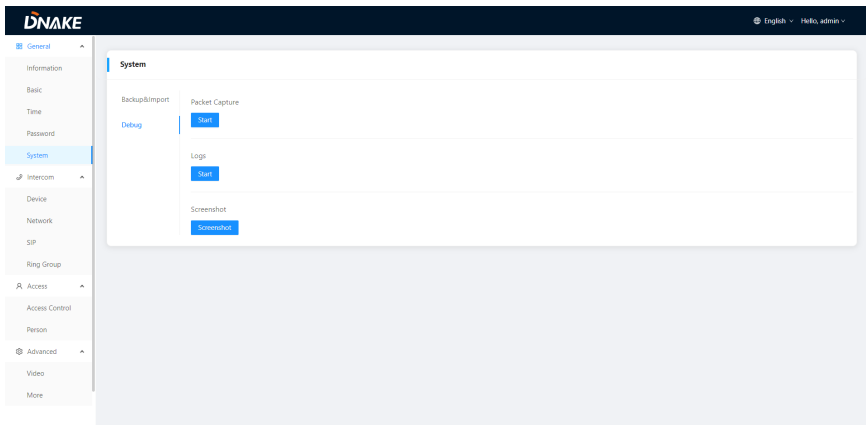 DNAKE
English
Hello, admin
General
Information
Basic
Time
Password
System
Intercom
Device
Network
SIP
Ring Group
Access
Access Control
Person
Advanced
Video
More
System
Backup&Import
Debug
Packet Capture
Start
Logs
Start
Screenshot
Screenshot